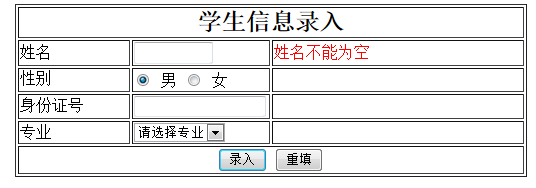 学生信息录入
姓名 姓名不能为空
性别 男 女
身份证号
专业 请选择专业
录入 重填